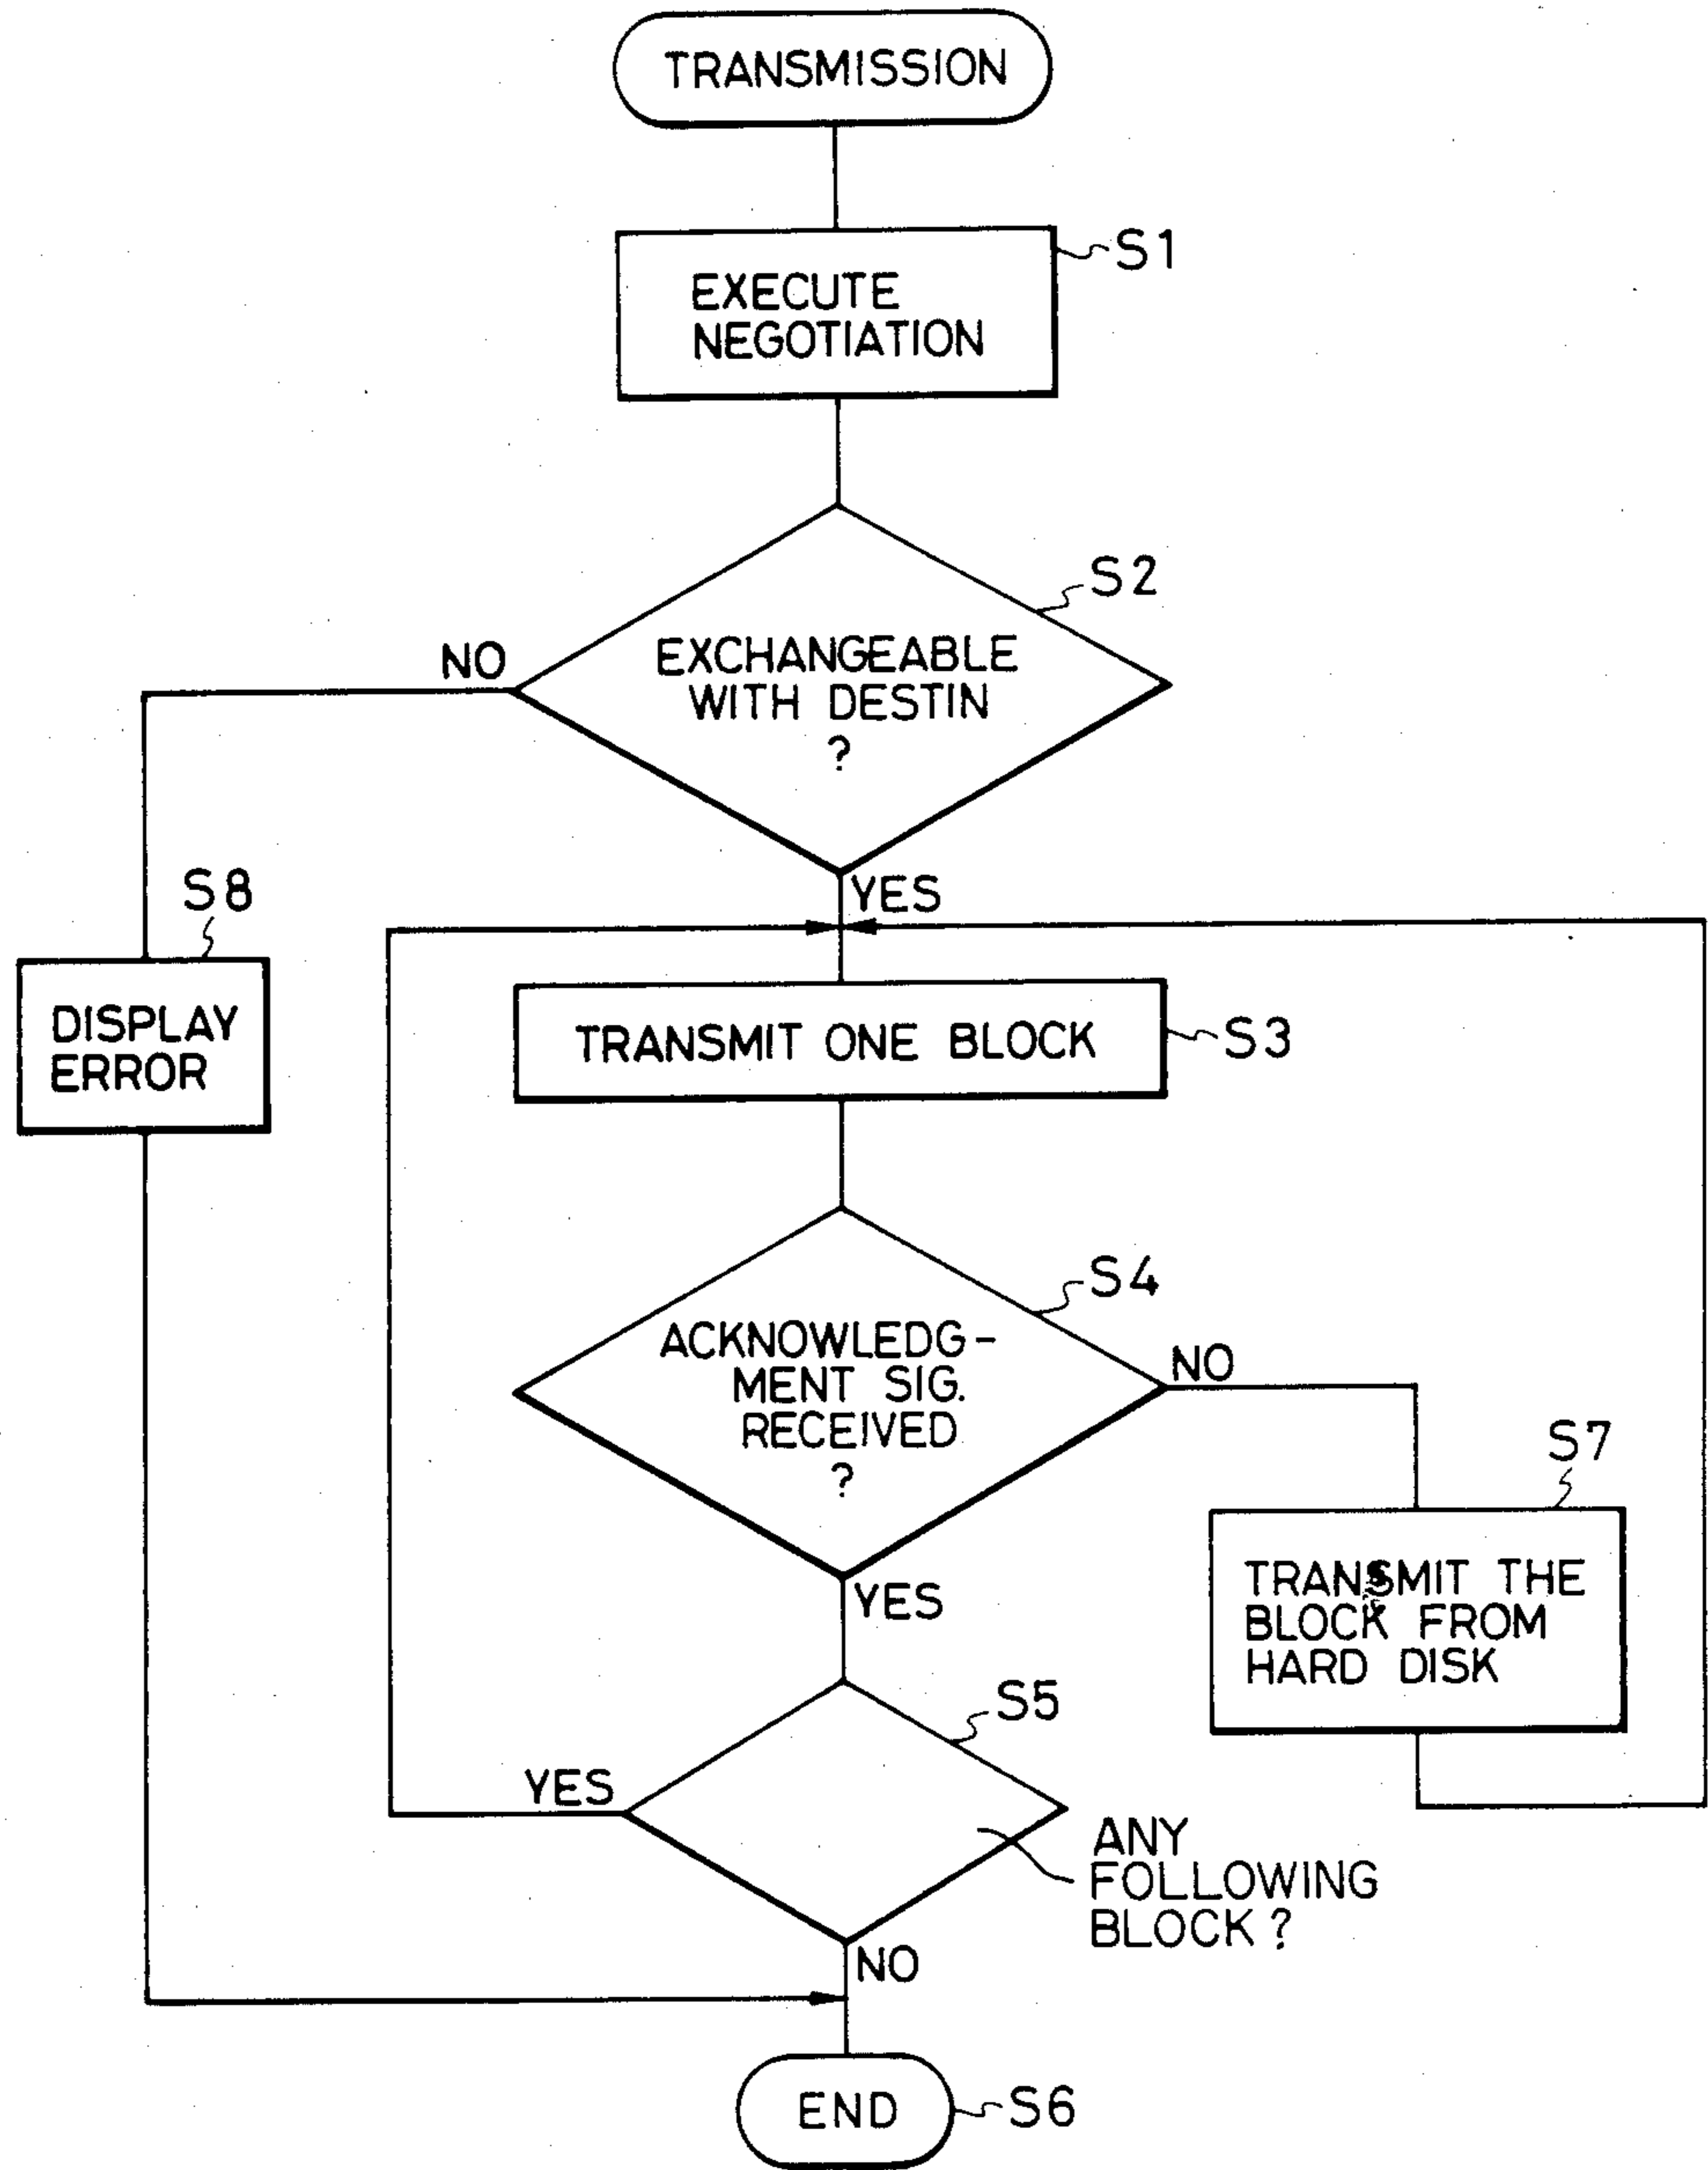 TRANSMISSION
S1
EXECUTE
NEGOTIATION
S2
NO
EXCHANGEABLE
WITH DESTIN
?
YES
S8
DISPLAY
ERROR
TRANSMIT ONE BLOCK
S3
S4
ACKNOWLEDG-
MENT SIG.
RECEIVED
?
NO
YES
S7
TRANSMIT THE
BLOCK FROM
HARD DISK
S5
YES
ANY
FOLLOWING
BLOCK?
NO
END
S6